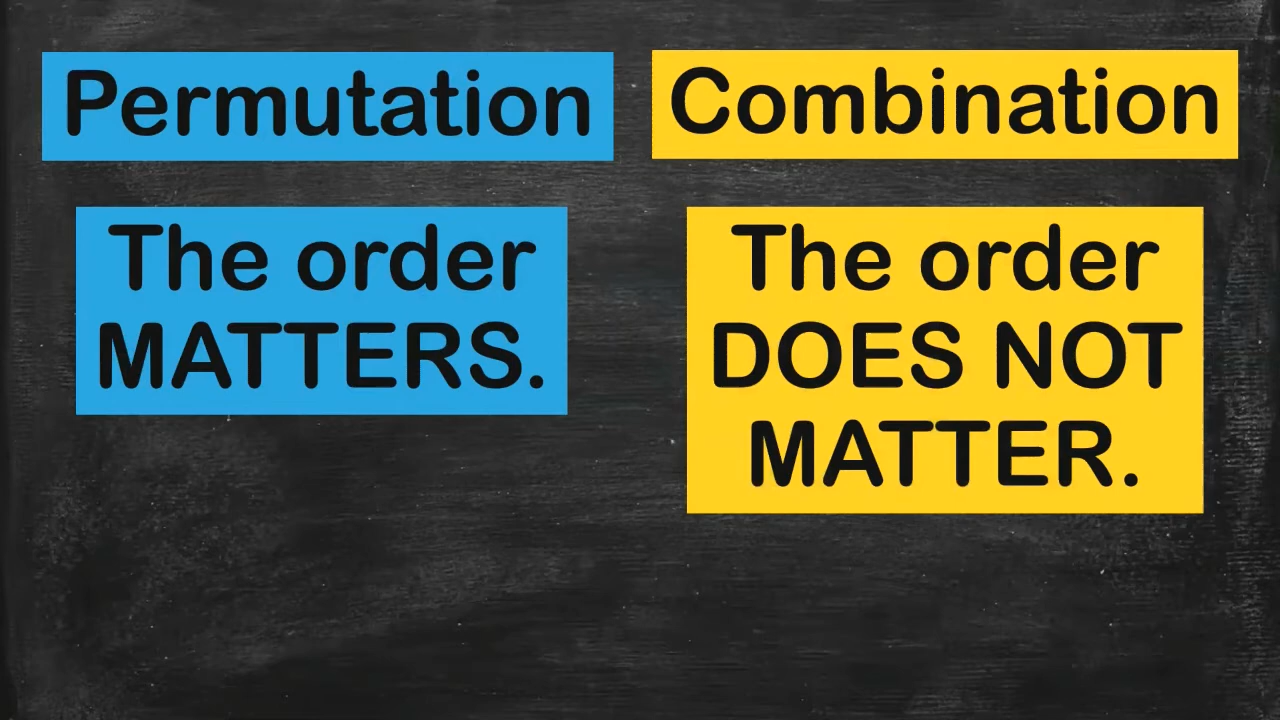 Permutation
The order
MATTERS.
Combination
The order
DOES NOT
MATTER.